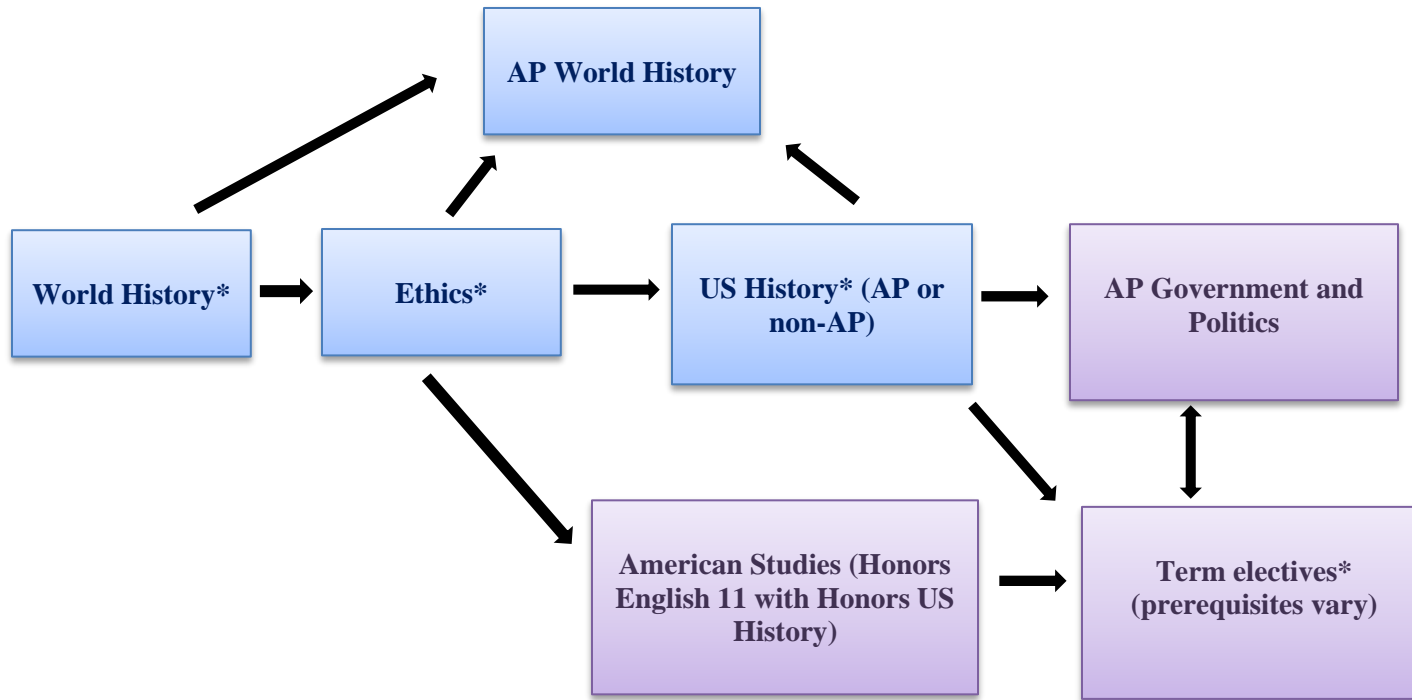 AP World History
World History*
Ethics*
US History* (AP or
non-AP)
AP Government and
Politics
American Studies (Honors
English 11 with Honors US
History)
Term electives*
(prerequisites vary)